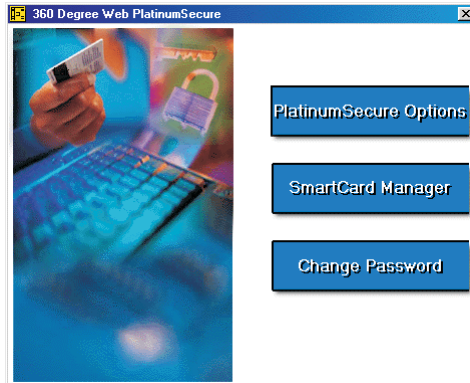 360 Degree Web PlatinumSecure
PlatinumSecure Options
SmartCard Manager
Change Password